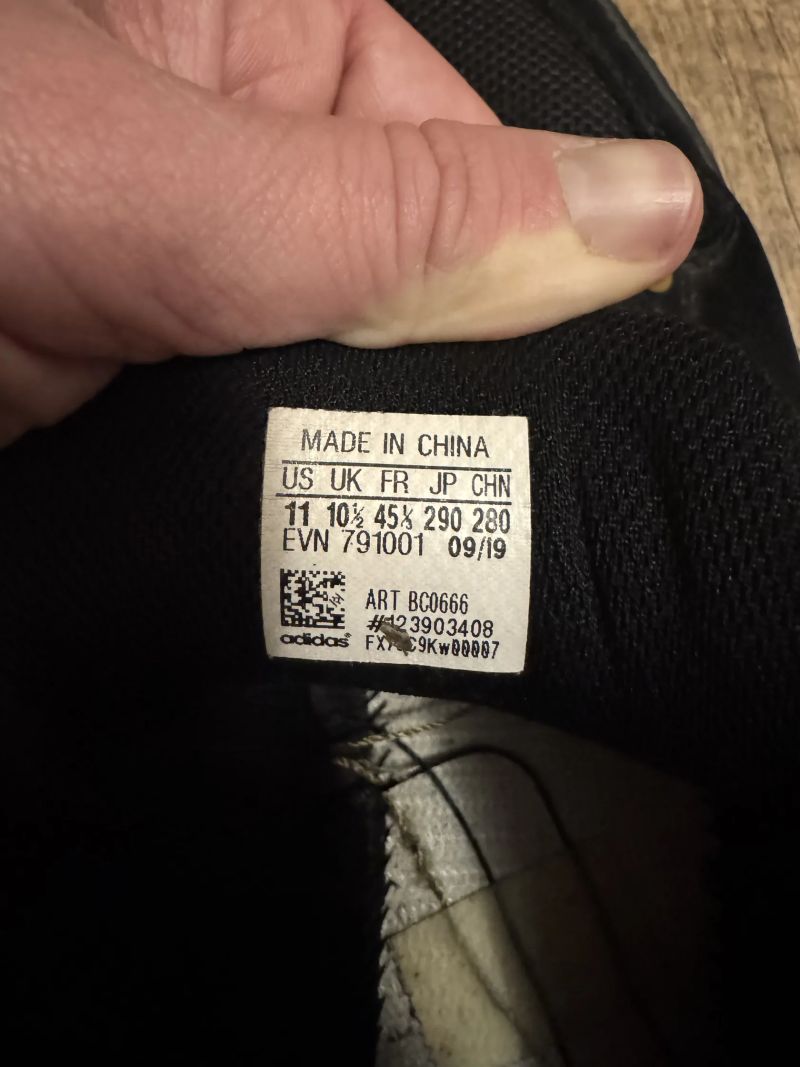 MADE IN CHINA
US UK FR JP CHN
11 10½ 45⅓ 290 280
EVN 791001 09/19
ART BC0666
#123903408
adidas®